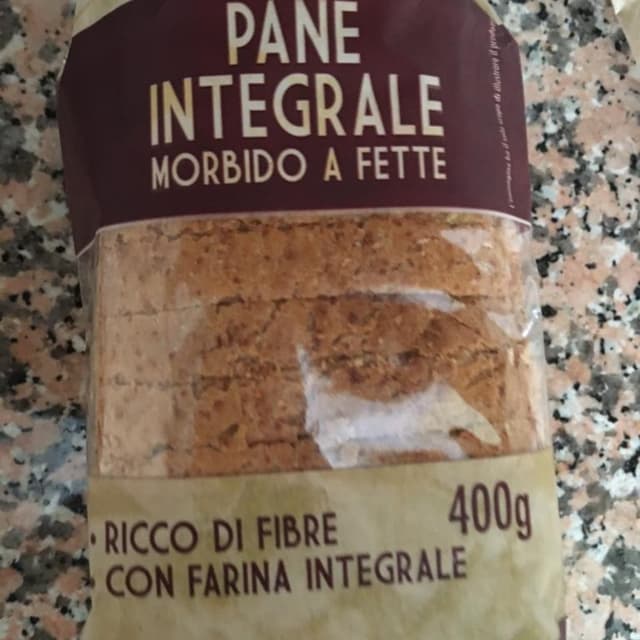 PANE
INTEGRALE
MORBIDO A FETTE
RICCO DI FIBRE
CON FARINA INTEGRALE
400g